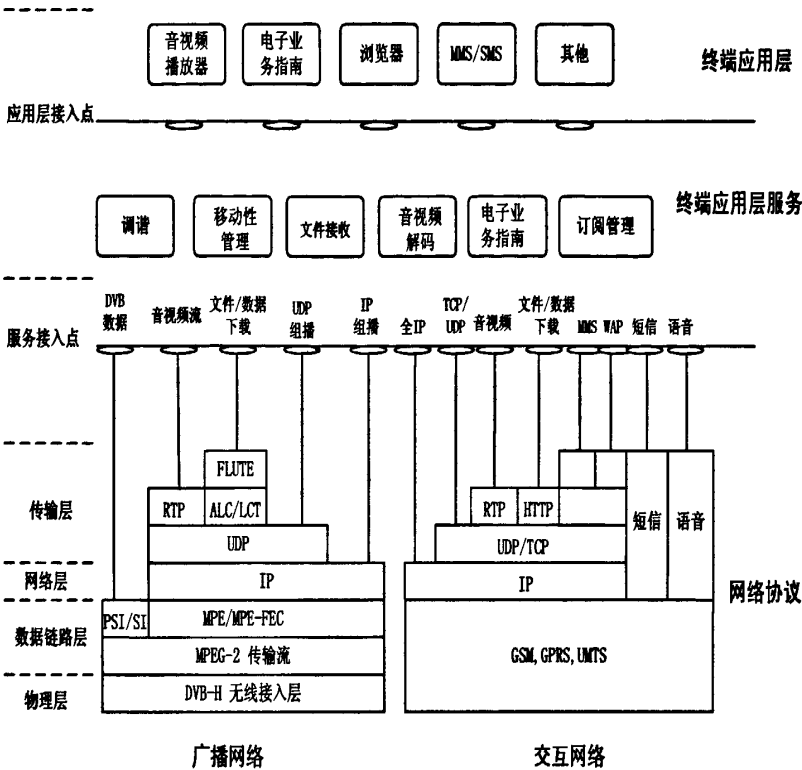 音视频
播放器
电子业
务指南
浏览器
MMS/SMS
其他
终端应用层
应用层接入点
终端应用层服务
调谐
移动性
管理
文件接收
音视频
解码
电子业
务指南
订阅管理
DVB
数据
音视频流
文件/数据
下载
UDP
组播
IP
组播
全IP
TCP/
UDP
音视频
文件/数据
下载
MMS
WAP
短信
语音
服务接入点
FLUTE
传输层
RTP
ALC/LCT
RTP
HTTP
短信
语音
UDP
UDP/TCP
网络层
IP
IP
网络协议
数据链路层
PSI/SI
MPE/MPE-FEC
MPEG-2 传输流
GSM,GPRS,UMTS
物理层
DVB-H 无线接入层
广播网络
交互网络